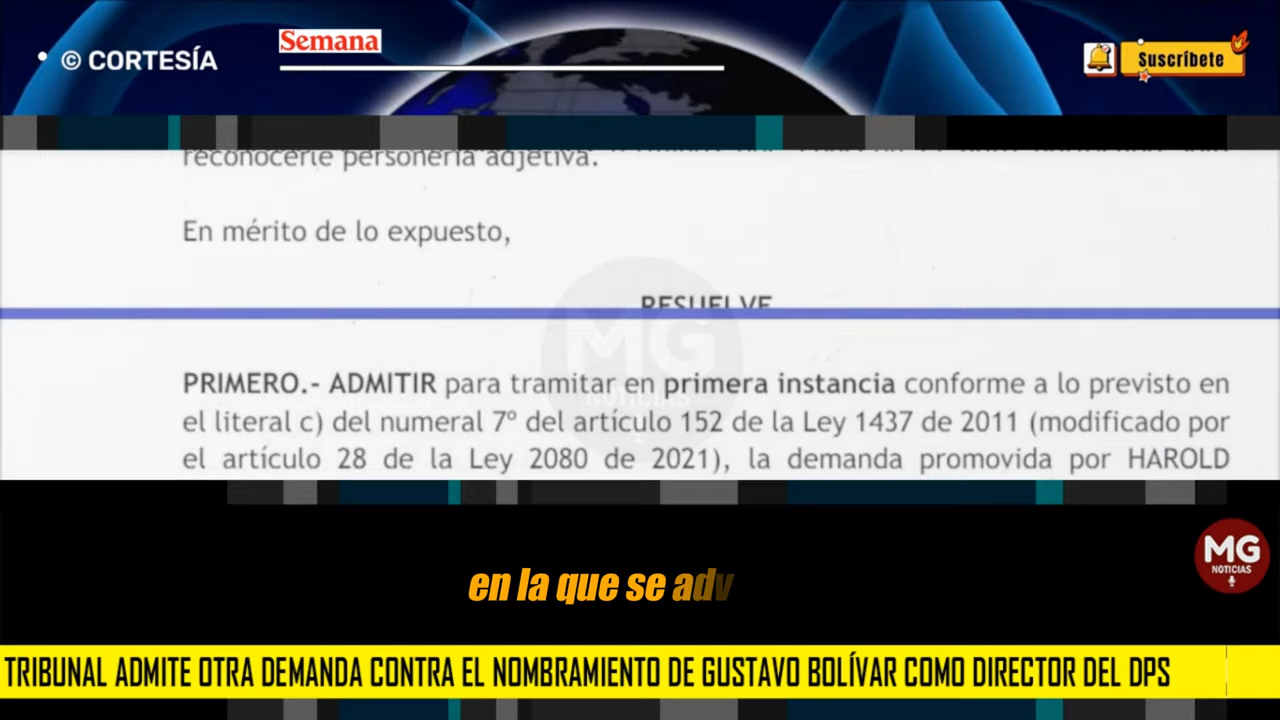 © CORTESÍA
Semana
Suscríbete
reconocerle personería adjetiva.
En mérito de lo expuesto,
RESUELVE
PRIMERO.- ADMITIR para tramitar en primera instancia conforme a lo previsto en
el literal c) del numeral 7º del artículo 152 de la Ley 1437 de 2011 (modificado por
el artículo 28 de la Ley 2080 de 2021), la demanda promovida por HAROLD
MG
NOTICIAS
en la que se adv
MG
NOTICIAS
TRIBUNAL ADMITE OTRA DEMANDA CONTRA EL NOMBRAMIENTO DE GUSTAVO BOLÍVAR COMO DIRECTOR DEL DPS